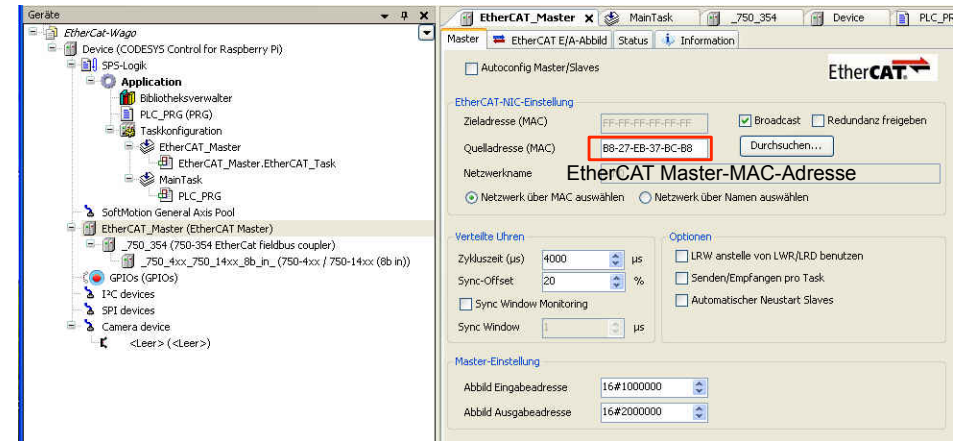 Geräte
EtherCat-Wago
Device (CODESYS Control for Raspberry Pi)
SPS-Logik
Application
Bibliotheksverwalter
PLC_PRG (PRG)
Taskkonfiguration
EtherCAT_Master
EtherCAT_Master.EtherCAT_Task
MainTask
PLC_PRG
SoftMotion General Axis Pool
EtherCAT_Master (EtherCAT Master)
_750_354 (750-354 EtherCat fieldbus coupler)
_750_4xx_750_14xx_8b_in_ (750-4xx / 750-14xx (8b in))
GPIOs (GPIOs)
I²C devices
SPI devices
Camera device
<Leer> (<Leer>)
EtherCAT_Master MainTask _750_354 Device PLC_PR
Master EtherCAT E/A-Abbild Status Information
Autoconfig Master/Slaves
EtherCAT
EtherCAT-NIC-Einstellung
Zieladresse (MAC) FF-FF-FF-FF-FF-FF Broadcast Redundanz freigeben
Quelladresse (MAC) B8-27-EB-37-BC-B8 Durchsuchen...
Netzwerkname EtherCAT Master-MAC-Adresse
Netzwerk über MAC auswählen Netzwerk über Namen auswählen
Verteilte Uhren
Zykluszeit (µs) 4000 µs
Sync-Offset 20 %
Sync Window Monitoring
Sync Window 1 µs
Optionen
LRW anstelle von LWR/LRD benutzen
Senden/Empfangen pro Task
Automatischer Neustart Slaves
Master-Einstellung
Abbild Eingabeadresse 16#1000000
Abbild Ausgabeadresse 16#2000000